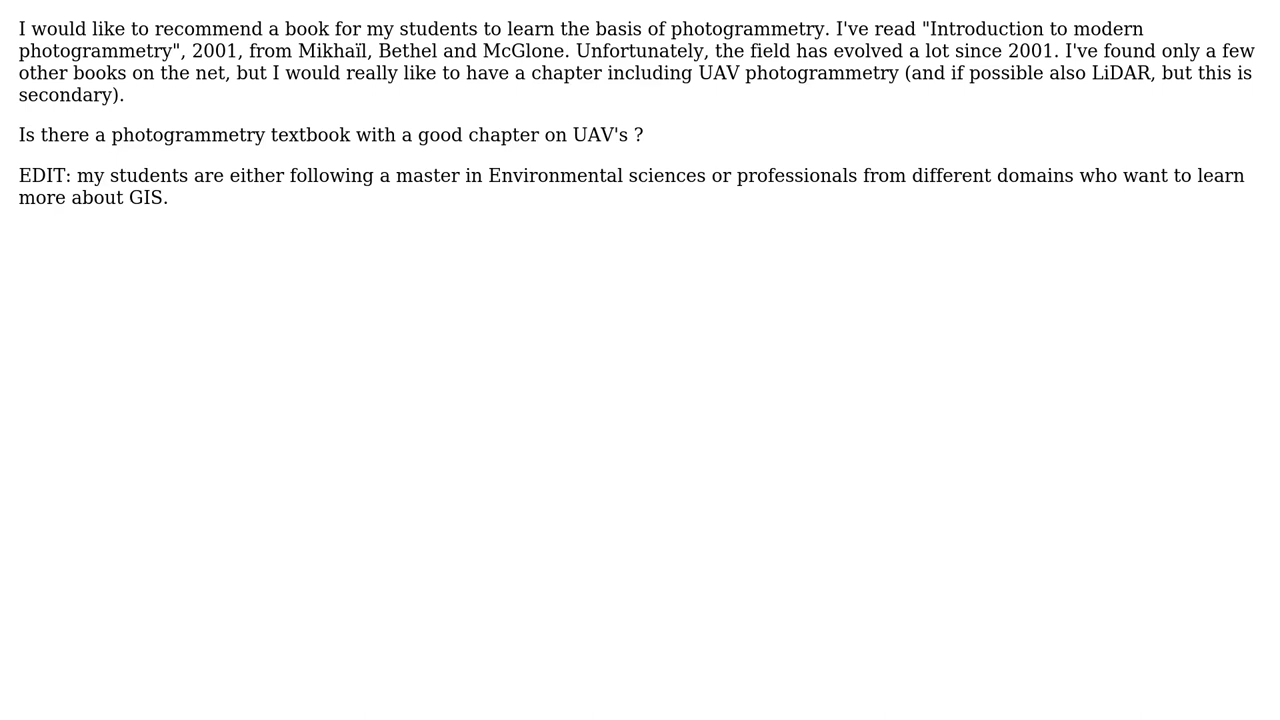 I would like to recommend a book for my students to learn the basis of photogrammetry. I've read "Introduction to modern
photogrammetry", 2001, from Mikhaïl, Bethel and McGlone. Unfortunately, the field has evolved a lot since 2001. I've found only a few
other books on the net, but I would really like to have a chapter including UAV photogrammetry (and if possible also LiDAR, but this is
secondary).
Is there a photogrammetry textbook with a good chapter on UAV's ?
EDIT: my students are either following a master in Environmental sciences or professionals from different domains who want to learn
more about GIS.